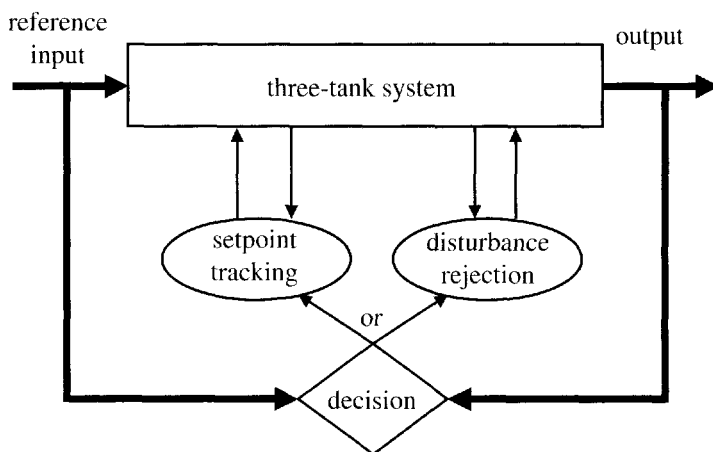 reference
input
output
three-tank system
setpoint
tracking
disturbance
rejection
or
decision